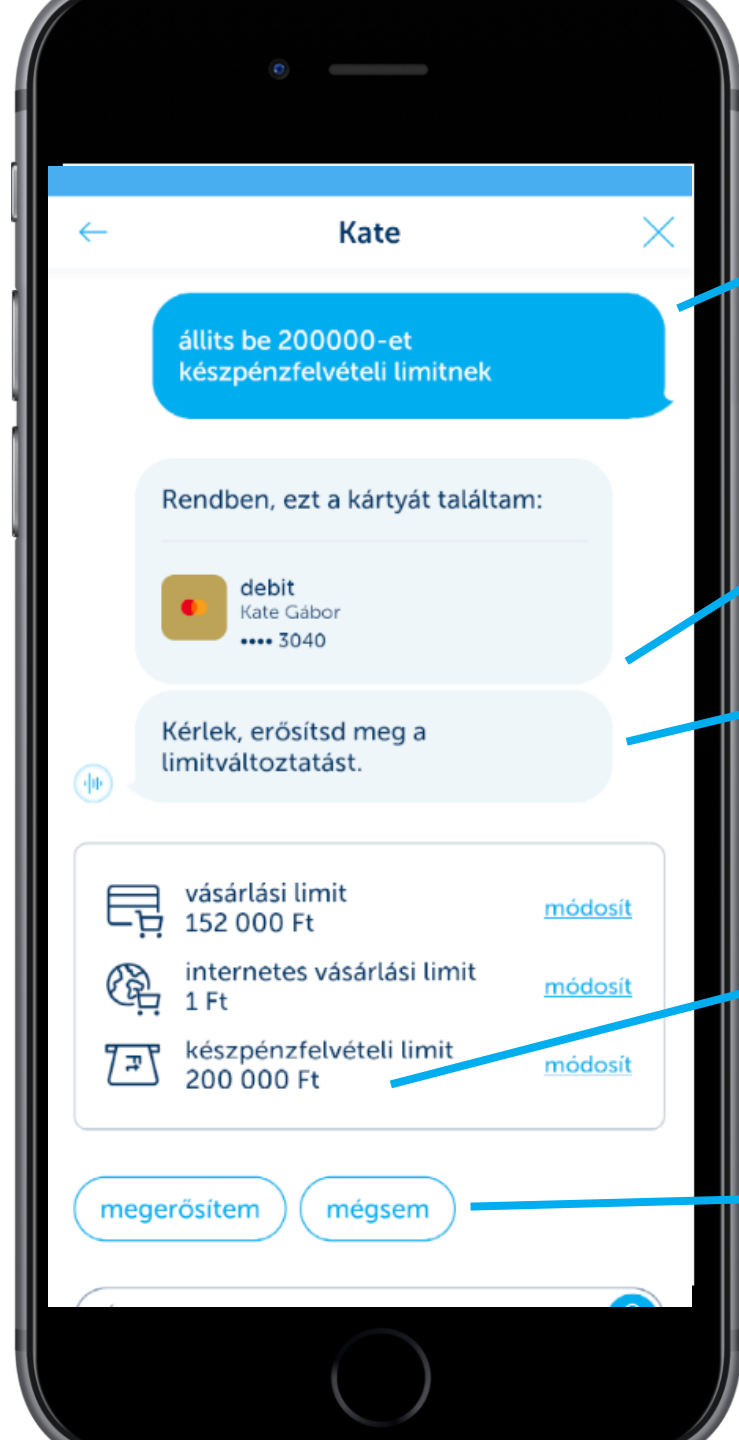 Kate
állits be 200000-et
készpénzfelvételi limitnek
Rendben, ezt a kártyát találtam:
debit
Kate Gábor
•••• 3040
Kérlek, erősítsd meg a
limitváltoztatást.
vásárlási limit
152 000 Ft
módosít
internetes vásárlási limit
1 Ft
módosít
készpénzfelvételi limit
200 000 Ft
módosít
megerősítem
mégsem